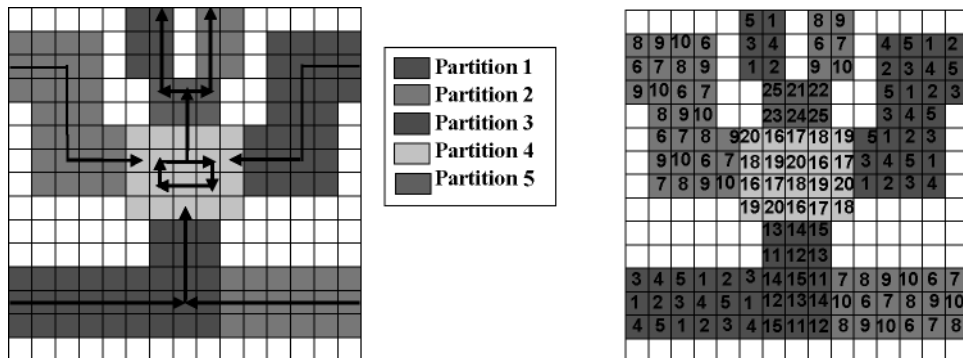 Partition 1
Partition 2
Partition 3
Partition 4
Partition 5
5 1 8 9
8 9 10 6 3 4 6 7 4 5 1 2
6 7 8 9 1 2 9 10 2 3 4 5
9 10 6 7 25 21 22 5 1 2 3
8 9 10 23 24 25 3 4 5
6 7 8 9 20 16 17 18 19 5 1 2 3
9 10 6 7 18 19 20 16 17 3 4 5 1
7 8 9 10 16 17 18 19 20 1 2 3 4
19 20 16 17 18
13 14 15
11 12 13
3 4 5 1 2 3 14 15 11 7 8 9 10 6 7
1 2 3 4 5 1 12 13 14 10 6 7 8 9 10
4 5 1 2 3 4 15 11 12 8 9 10 6 7 8